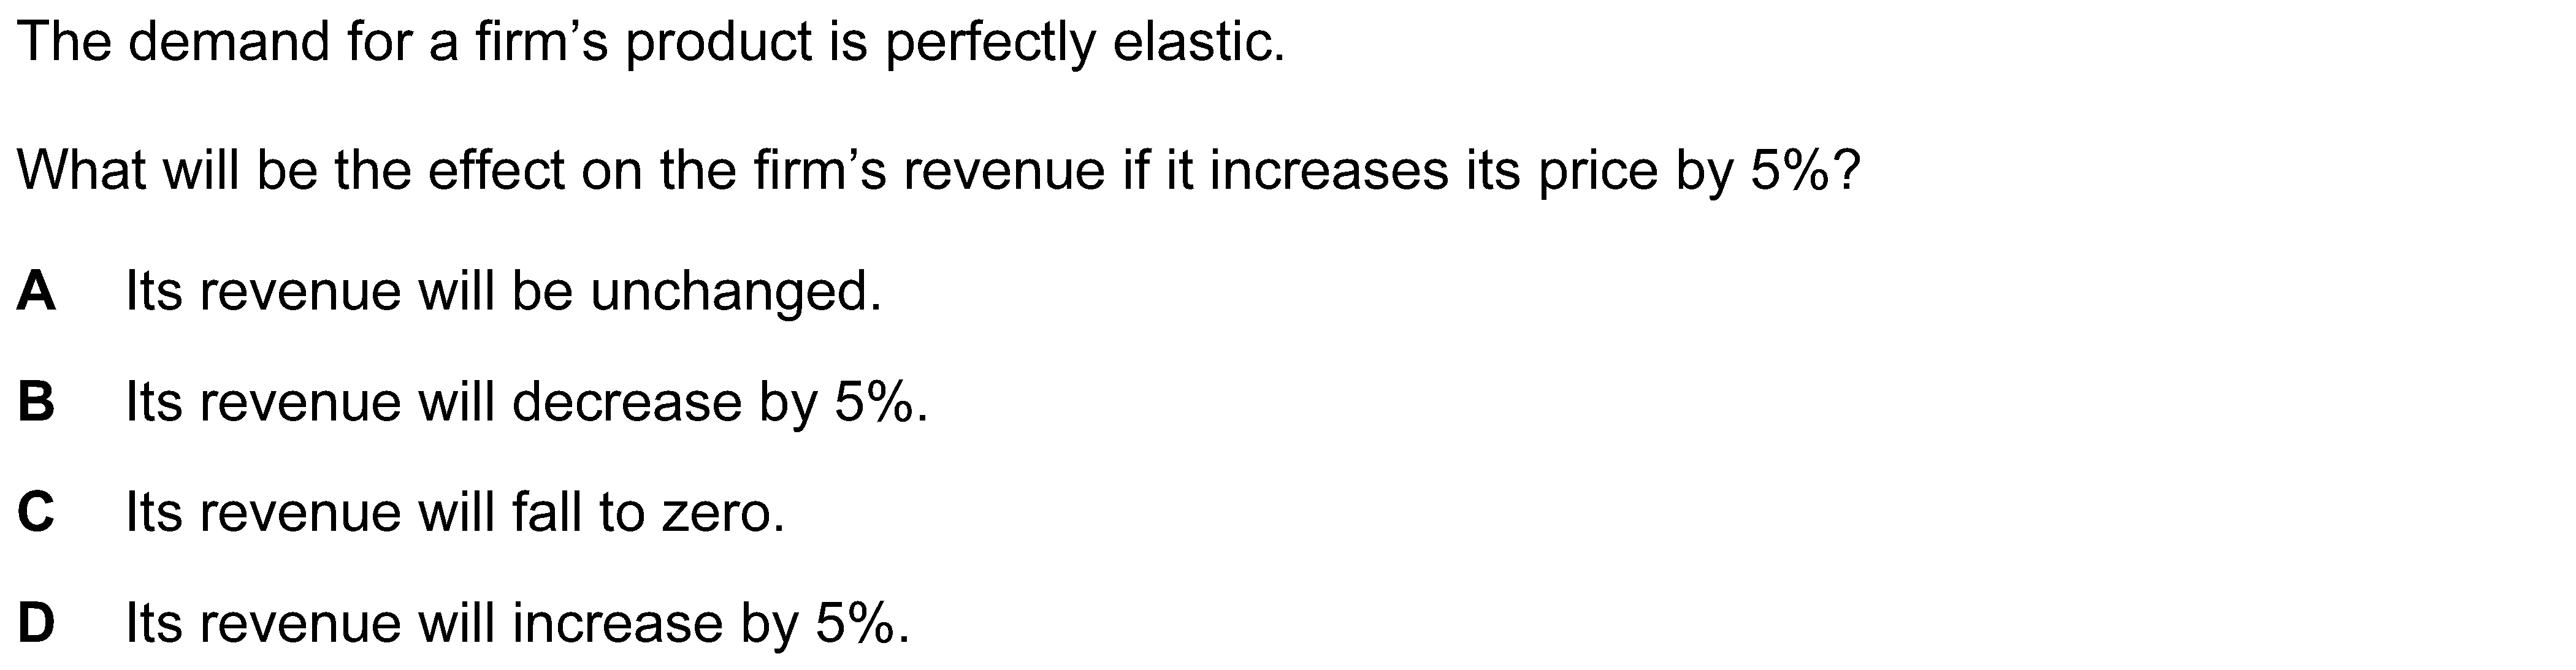 The demand for a firm’s product is perfectly elastic.
What will be the effect on the firm’s revenue if it increases its price by 5%?
A Its revenue will be unchanged.
B Its revenue will decrease by 5%.
C Its revenue will fall to zero.
D Its revenue will increase by 5%.